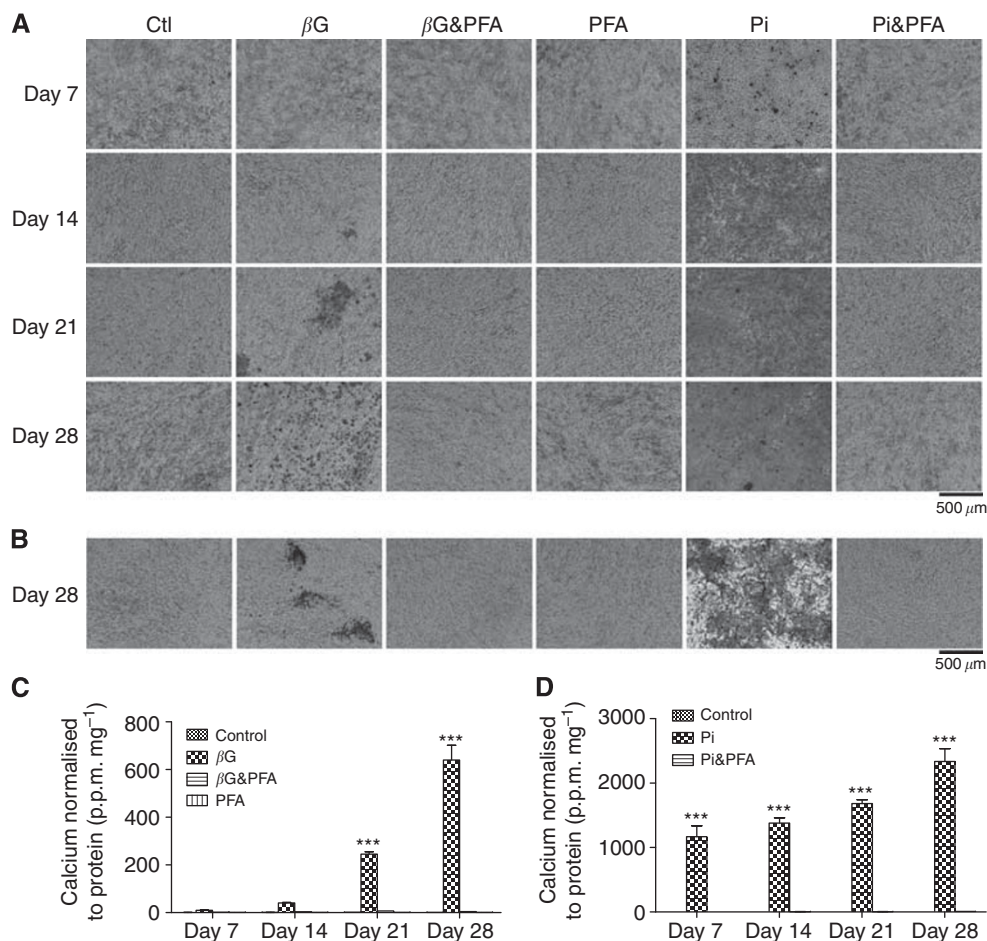 A
Ctl βG βG&PFA PFA Pi Pi&PFA
Day 7
Day 14
Day 21
Day 28
500 μm
B
Day 28
500 μm
C
Calcium normalised
to protein (p.p.m. mg⁻¹)
800
600
400
200
0
Control
βG
βG&PFA
PFA
***
***
Day 7 Day 14 Day 21 Day 28
D
Calcium normalised
to protein (p.p.m. mg⁻¹)
3000
2000
1000
0
Control
Pi
Pi&PFA
***
***
***
***
Day 7 Day 14 Day 21 Day 28